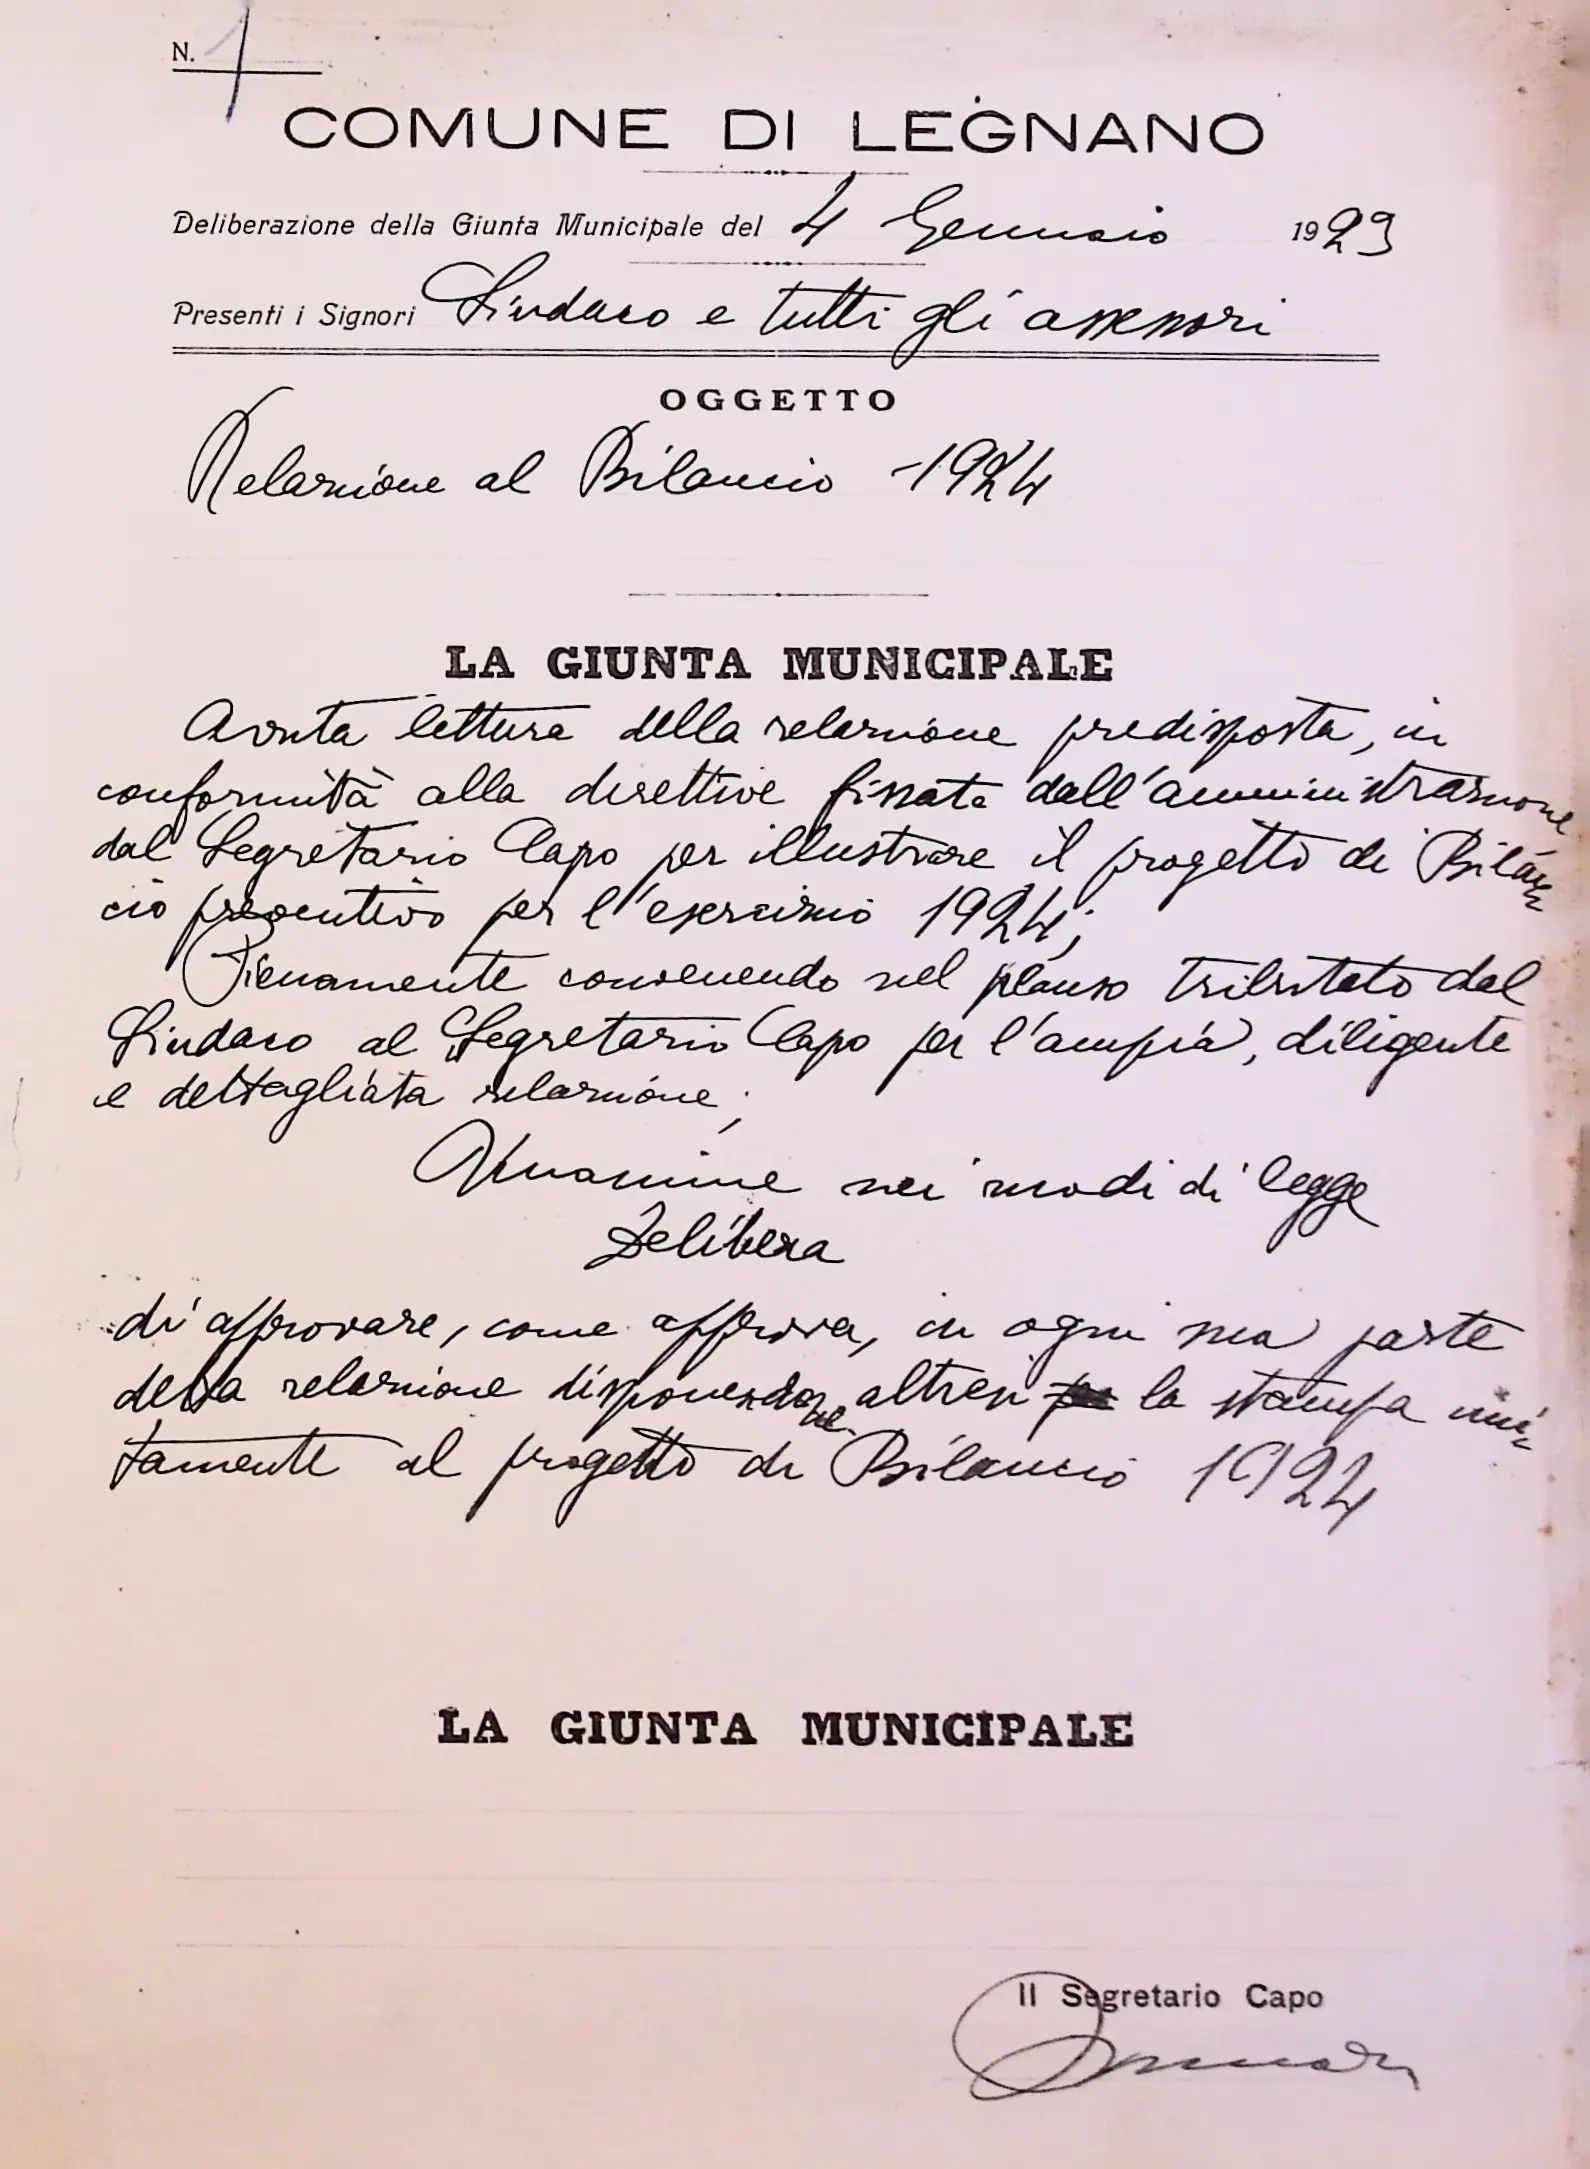 N. 1
COMUNE DI LEGNANO
Deliberazione della Giunta Municipale del 4 Gennaio 1923
Presenti i Signori Sindaco e tutti gli assessori
OGGETTO
Relazione al Bilancio - 1924
LA GIUNTA MUNICIPALE
Avuta lettura della relazione predisposta, in
conformità alla direttive fissate dall'amministrazione
dal Segretario Capo per illustrare il progetto di Bilan
cio preventivo per l'esercizio 1924;
Pienamente convenendo nel plauso tributato dal
Sindaco al Segretario Capo per l'ampia, diligente
e dettagliata relazione;
Unanime nei modi di legge
Delibera
di approvare, come approva, in ogni sua parte
detta relazione disponendone altresì la stampa uni-
tamente al progetto di Bilancio 1924
LA GIUNTA MUNICIPALE
Il Segretario Capo